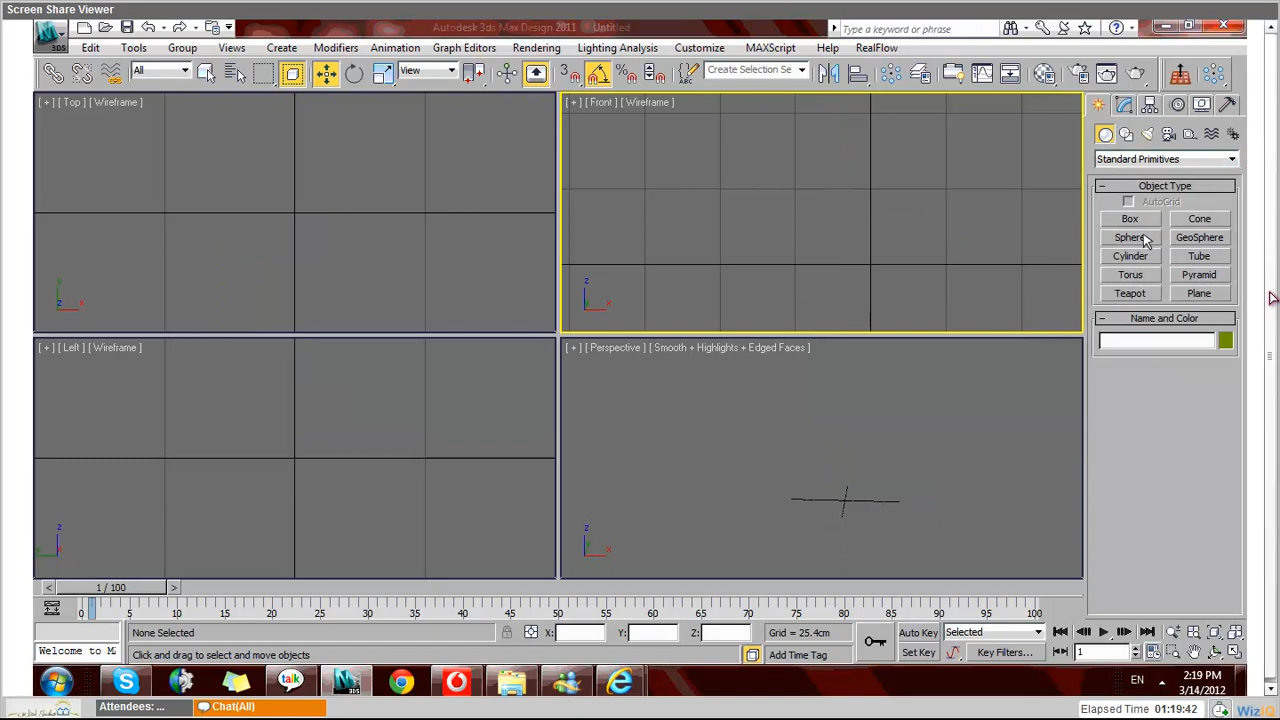 Screen Share Viewer
Autodesk 3ds Max Design 2011 Untitled
Type a keyword or phrase
3DS
Edit Tools Group Views Create Modifiers Animation Graph Editors Rendering Lighting Analysis Customize MAXScript Help RealFlow
All View 3 Create Selection Se
[ + ] [ Top ] [ Wireframe ]
[ + ] [ Front ] [ Wireframe ]
Standard Primitives
Object Type
AutoGrid
Box Cone
Sphere GeoSphere
Cylinder Tube
Torus Pyramid
Teapot Plane
Name and Color
y z x
z x
[ + ] [ Left ] [ Wireframe ]
[ + ] [ Perspective ] [ Smooth + Highlights + Edged Faces ]
z y x
z y x
< 1 / 100 >
0 5 10 15 20 25 30 35 40 45 50 55 60 65 70 75 80 85 90 95 100
None Selected X: Y: Z: Grid = 25.4cm Auto Key Selected
Welcome to M
Click and drag to select and move objects Add Time Tag Set Key Key Filters... 1
talk
EN 2:19 PM
3/14/2012
Attendees: ... Chat(All) Elapsed Time 01:19:42 WizIQ